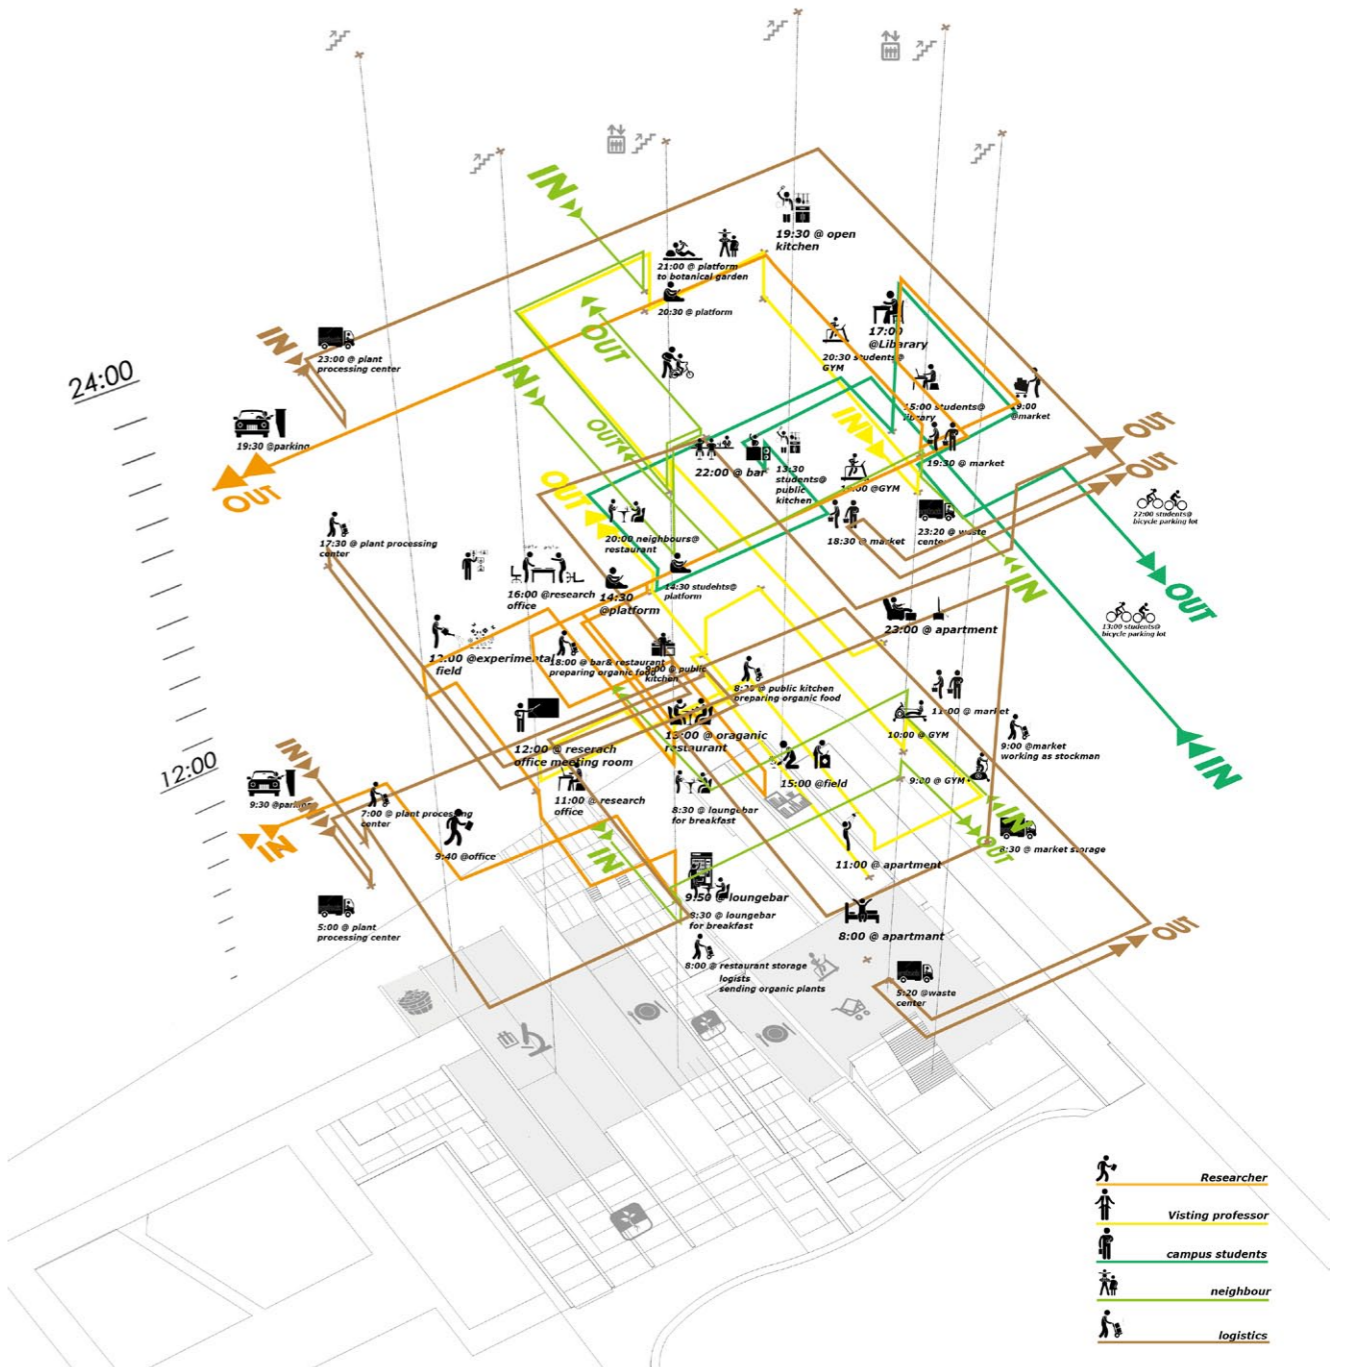 IN
19:30 @ open
kitchen
21:00 @ platform
to botanical garden
20:30 @ platform
OUT
IN
23:00 @ plant
processing center
17:00
@Libarary
20:30 students@
GYM
IN
24:00
15:00 students@
library
19:00
@market
19:30 @parking
OUT
OUT
IN
OUT
19:30 @ market
22:00 @ bar
13:30
students@
public
kitchen
OUT
@GYM
OUT
22:00 students@
bicycle parking lot
23:20 @ waste
center
18:30 @ market
20:00 neighbours@
restaurant
17:30 @ plant processing
center
16:00 @research
office
14:30
@platform
14:30 studehts@
platform
IN
OUT
13:00 students@
bicycle parking lot
23:00 @ apartment
@experimental
field
18:00 @ bar& restaurant
preparing organic food
9:00 @ public
kitchen
@ public kitchen
preparing organic food
11:00 @ market
12:00 @ reserach
office meeting room
13:00 @ oraganic
restaurant
10:00 @ GYM
9:00 @market
working as stockman
12:00
IN
IN
15:00 @field
9:00 @ GYM
9:30 @parking
IN
7:00 @ plant processing
center
11:00 @ research
office
8:30 @ loungebar
for breakfast
IN
IN
9:40 @office
IN
11:00 @ apartment
OUT
@ market storage
9:50 @ loungebar
8:30 @ loungebar
for breakfast
5:00 @ plant
processing center
8:00 @ apartmant
OUT
8:00 @ restaurant storage
logists
sending organic plants
5:20 @waste
center
Researcher
Visting professor
campus students
neighbour
logistics